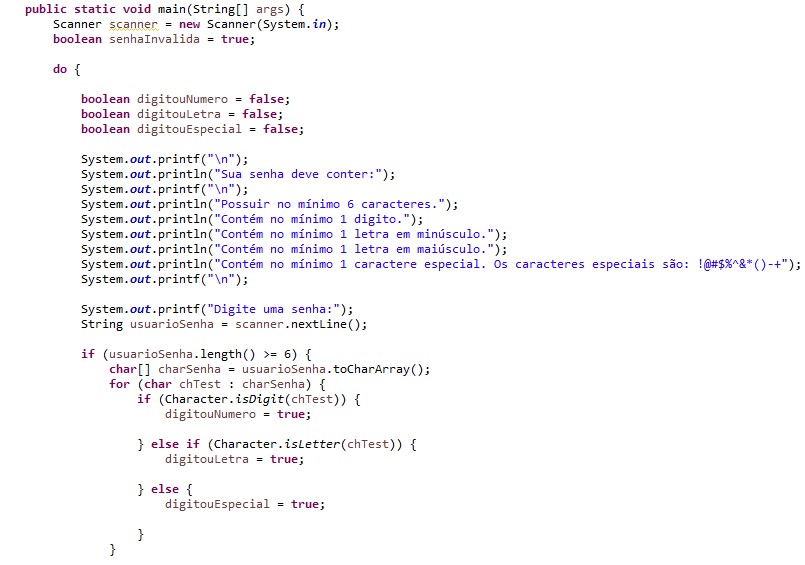 public static void main(String[] args) {
Scanner scanner = new Scanner(System.in);
boolean senhaInvalida = true;
do {
boolean digitouNumero = false;
boolean digitouLetra = false;
boolean digitouEspecial = false;
System.out.printf("\n");
System.out.println("Sua senha deve conter:");
System.out.printf("\n");
System.out.println("Possuir no mínimo 6 caracteres.");
System.out.println("Contém no mínimo 1 digito.");
System.out.println("Contém no mínimo 1 letra em minúsculo.");
System.out.println("Contém no mínimo 1 letra em maiúsculo.");
System.out.println("Contém no mínimo 1 caractere especial. Os caracteres especiais são: !@#$%^&*()-+");
System.out.printf("\n");
System.out.printf("Digite uma senha:");
String usuarioSenha = scanner.nextLine();
if (usuarioSenha.length() >= 6) {
char[] charSenha = usuarioSenha.toCharArray();
for (char chTest : charSenha) {
if (Character.isDigit(chTest)) {
digitouNumero = true;
} else if (Character.isLetter(chTest)) {
digitouLetra = true;
} else {
digitouEspecial = true;
}
}